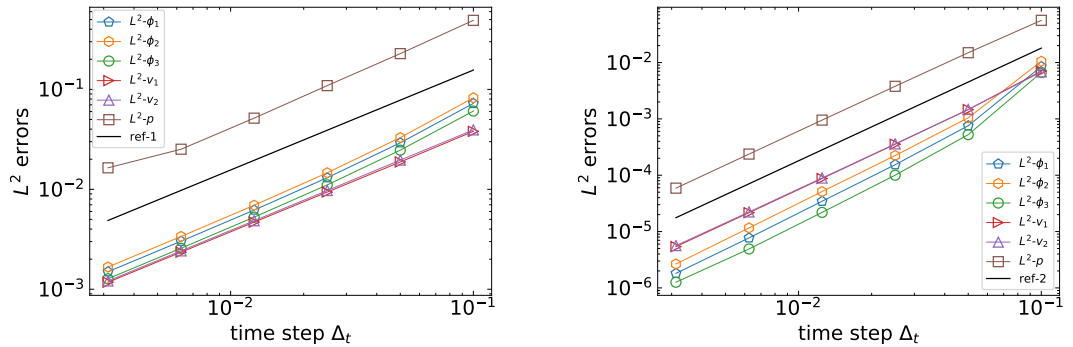 L²-ϕ₁
L²-ϕ₂
L²-ϕ₃
L²-v₁
L²-v₂
L²-p
ref-1
10⁻¹
10⁻²
10⁻³
L² errors
10⁻²
10⁻¹
time step Δₜ
10⁻²
10⁻³
10⁻⁴
10⁻⁵
10⁻⁶
L² errors
L²-ϕ₁
L²-ϕ₂
L²-ϕ₃
L²-v₁
L²-v₂
L²-p
ref-2
10⁻²
10⁻¹
time step Δₜ